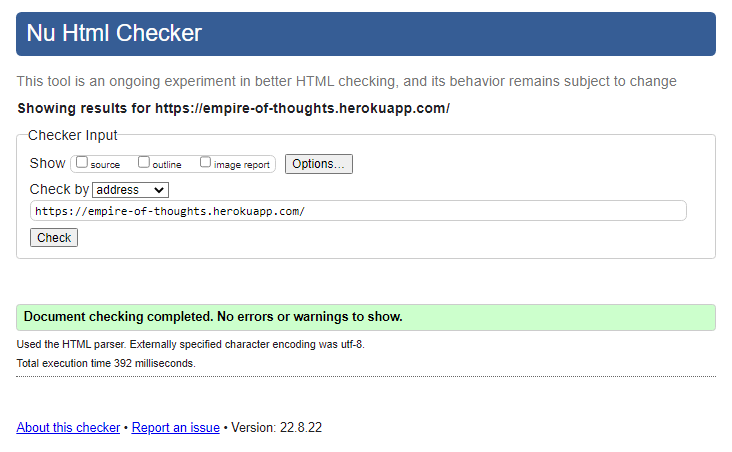 Nu Html Checker
This tool is an ongoing experiment in better HTML checking, and its behavior remains subject to change
Showing results for https://empire-of-thoughts.herokuapp.com/
Checker Input
Show source outline image report Options...
Check by address
https://empire-of-thoughts.herokuapp.com/
Check
Document checking completed. No errors or warnings to show.
Used the HTML parser. Externally specified character encoding was utf-8.
Total execution time 392 milliseconds.
About this checker • Report an issue • Version: 22.8.22